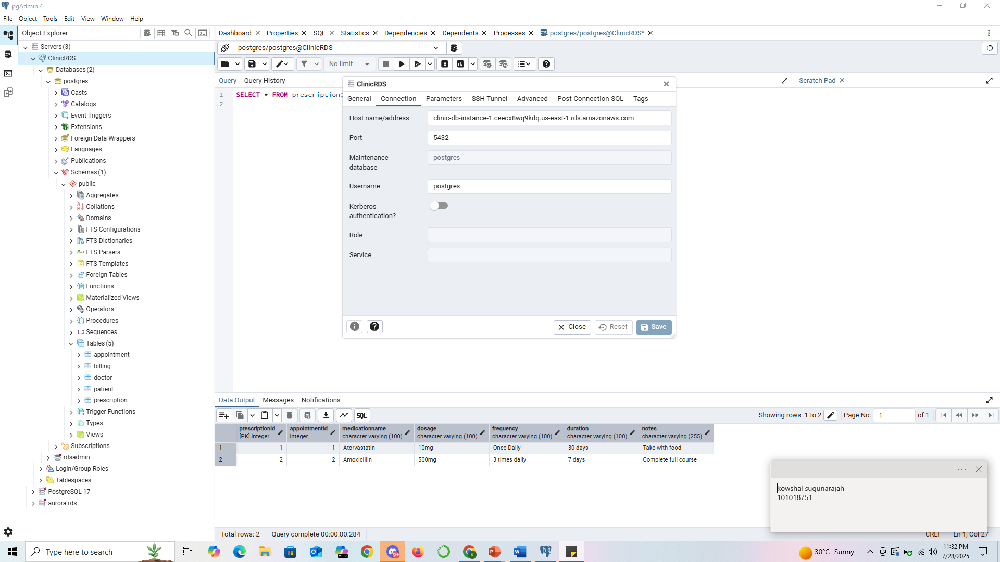 pgAdmin 4
File Object Tools Edit View Window Help
Object Explorer
Servers (3)
ClinicRDS
Databases (2)
postgres
Casts
Catalogs
Event Triggers
Extensions
Foreign Data Wrappers
Languages
Publications
Schemas (1)
public
Aggregates
Collations
Domains
FTS Configurations
FTS Dictionaries
Aa FTS Parsers
FTS Templates
Foreign Tables
Functions
Materialized Views
Operators
Procedures
1..3 Sequences
Tables (5)
appointment
billing
doctor
patient
prescription
Trigger Functions
Types
Views
Subscriptions
rdsadmin
Login/Group Roles
Tablespaces
PostgreSQL 17
aurora rds
Dashboard Properties SQL Statistics Dependencies Dependents Processes postgres/postgres@ClinicRDS*
postgres/postgres@ClinicRDS
No limit
Query Query History
1 SELECT * FROM prescription;
2
Scratch Pad
ClinicRDS
General Connection Parameters SSH Tunnel Advanced Post Connection SQL Tags
Host name/address clinic-db-instance-1.ceecx8wq9kdq.us-east-1.rds.amazonaws.com
Port 5432
Maintenance database postgres
Username postgres
Kerberos authentication?
Role
Service
Close Reset Save
Data Output Messages Notifications
SQL
Showing rows: 1 to 2 Page No: 1 of 1
prescriptionid appointmentid medicationname dosage frequency duration notes
[PK] integer integer character varying (100) character varying (100) character varying (100) character varying (100) character varying (255)
1 1 1 Atorvastatin 10mg Once Daily 30 days Take with food
2 2 2 Amoxicillin 500mg 3 times daily 7 days Complete full course
kowshal sugunarajah
101018751
Total rows: 2 Query complete 00:00:00.284 CRLF Ln 1, Col 27
Type here to search
M365
9+
30°C Sunny
11:32 PM
7/28/2025